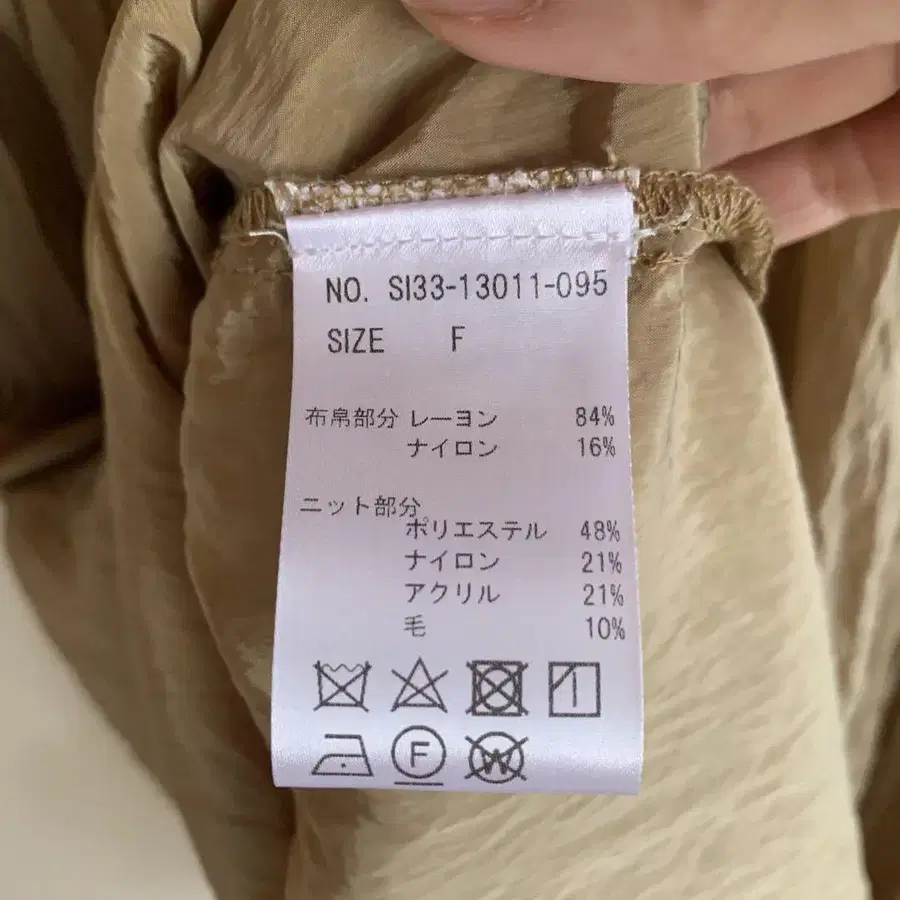 NO. SI33-13011-095
SIZE F
布帛部分 レーヨン 84%
ナイロン 16%
ニット部分
ポリエステル 48%
ナイロン 21%
アクリル 21%
毛 10%
F
W